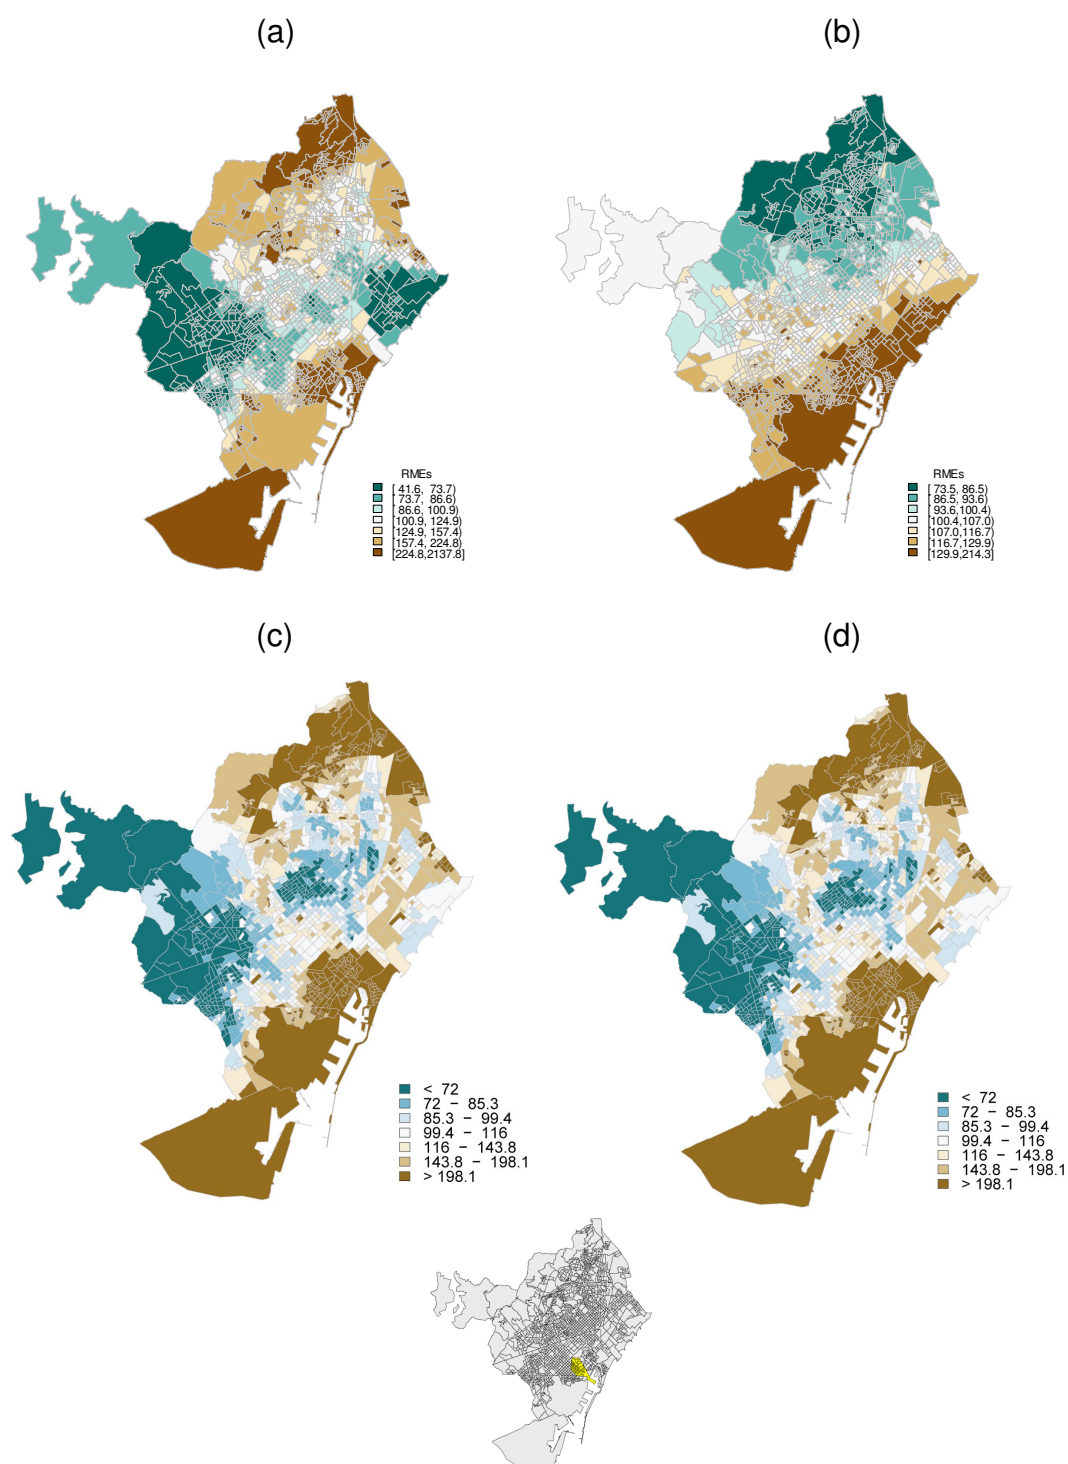 (a)
(b)
RMEs
[ 41.6, 73.7)
[ 73.7, 86.6)
[ 86.6, 100.9)
[100.9, 124.9)
[124.9, 157.4)
[157.4, 224.8)
[224.8,2137.8]
RMEs
[ 73.5, 86.5)
[ 86.5, 93.6)
[ 93.6,100.4)
[100.4,107.0)
[107.0,116.7)
[116.7,129.9)
[129.9,214.3]
(c)
(d)
< 72
72 − 85.3
85.3 − 99.4
99.4 − 116
116 − 143.8
143.8 − 198.1
> 198.1
< 72
72 − 85.3
85.3 − 99.4
99.4 − 116
116 − 143.8
143.8 − 198.1
> 198.1